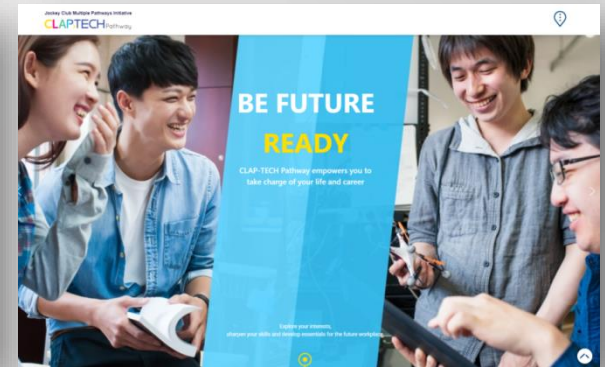 Jockey Club Multiple Pathways Initiative
CLAPTECH Pathway
BE FUTURE
READY
CLAP-TECH Pathway empowers you to
take charge of your life and career
Explore your interests,
sharpen your skills and develop essentials for the future workplace